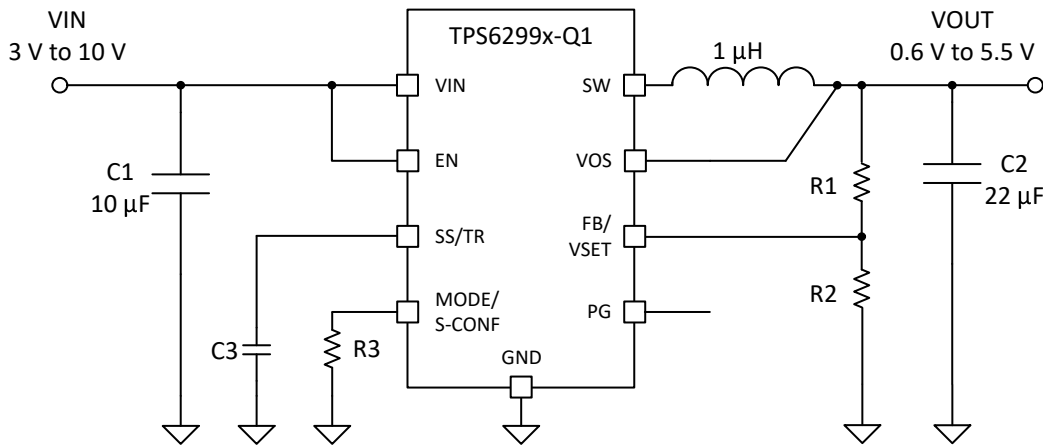 VIN
3 V to 10 V
TPS6299x-Q1
VOUT
0.6 V to 5.5 V
1 µH
VIN
SW
EN
VOS
C1
10 µF
R1
C2
22 µF
SS/TR
FB/
VSET
MODE/
S-CONF
R2
PG
C3
R3
GND